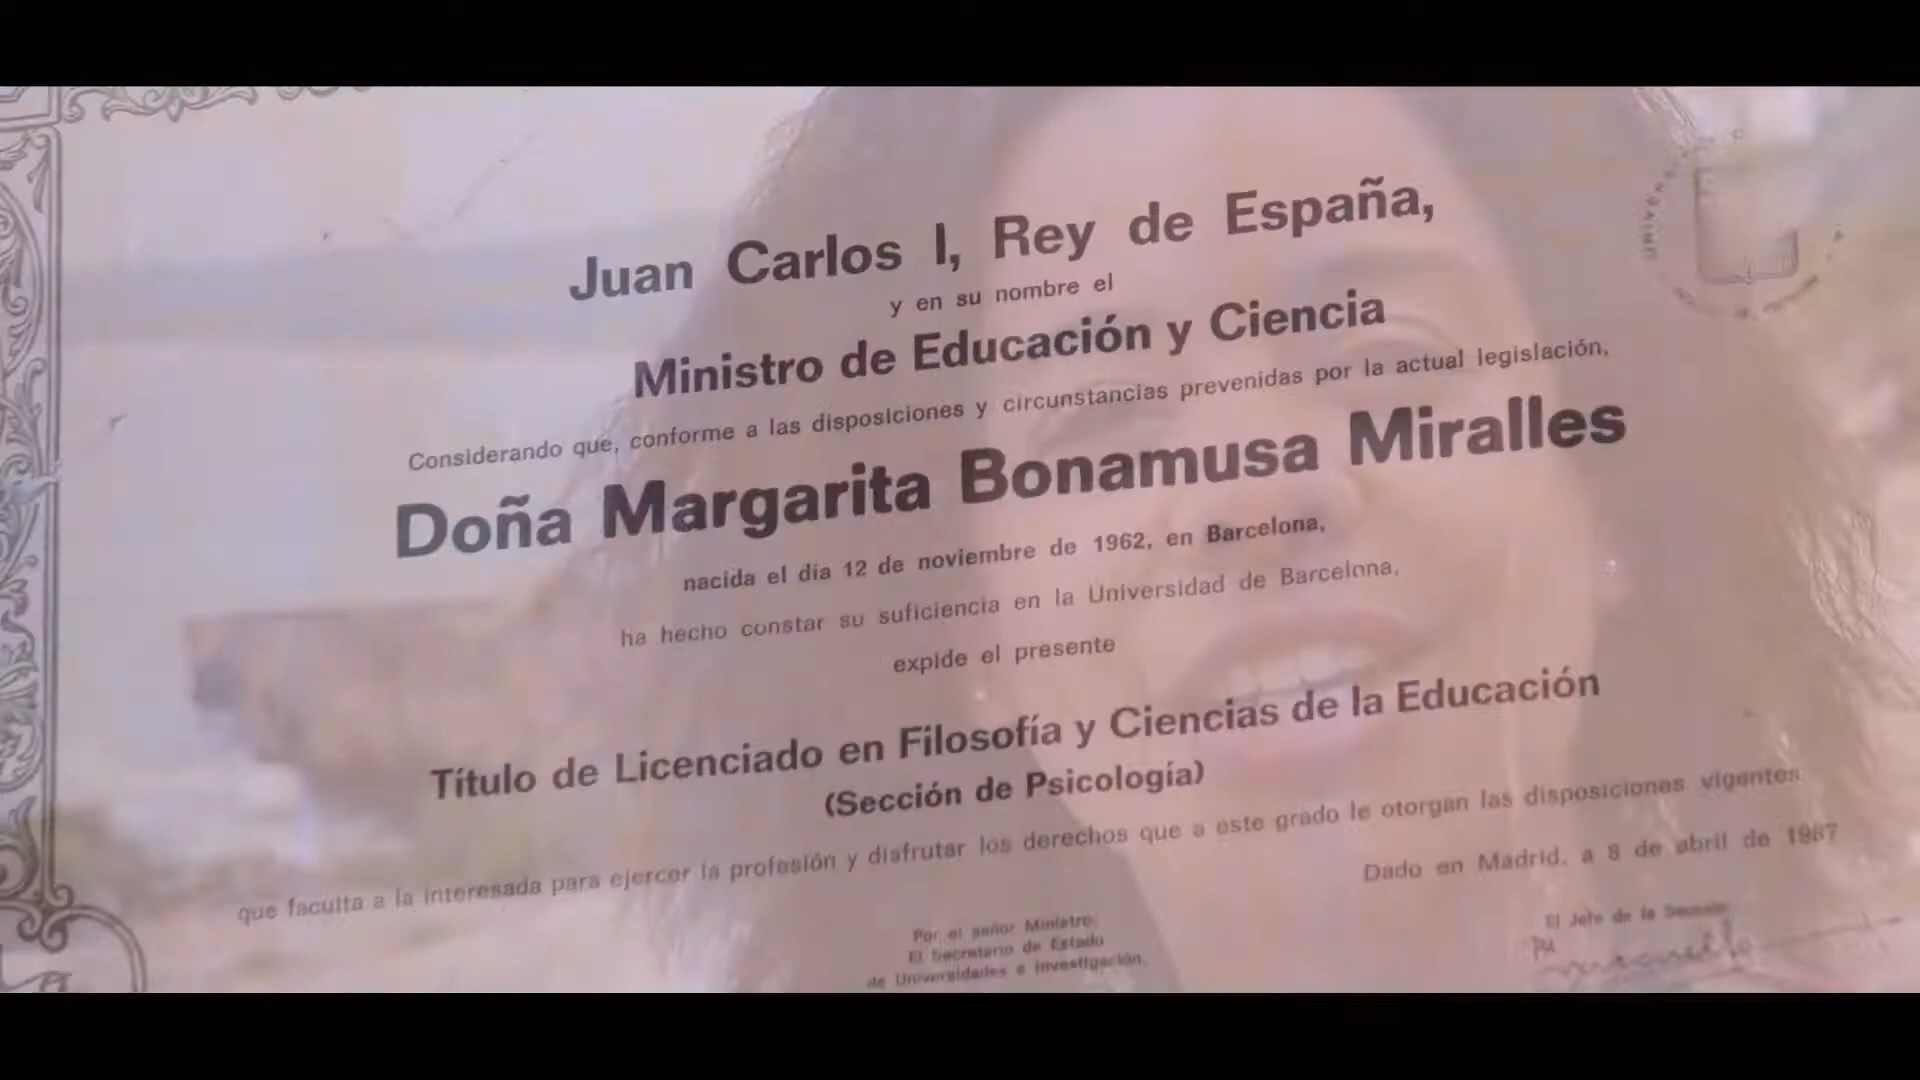 Juan Carlos I, Rey de España,
y en su nombre el
Ministro de Educación y Ciencia
Considerando que, conforme a las disposiciones y circunstancias prevenidas por la actual legislación,
Doña Margarita Bonamusa Miralles
nacida el día 12 de noviembre de 1962, en Barcelona,
ha hecho constar su suficiencia en la Universidad de Barcelona,
expide el presente
Título de Licenciado en Filosofía y Ciencias de la Educación
(Sección de Psicología)
que faculta a la interesada para ejercer la profesión y disfrutar los derechos que a este grado le otorgan las disposiciones vigentes
Dado en Madrid, a 8 de abril de 1987
Por el señor Ministro:
El Secretario de Estado
de Universidades e Investigación,
El Jefe de la